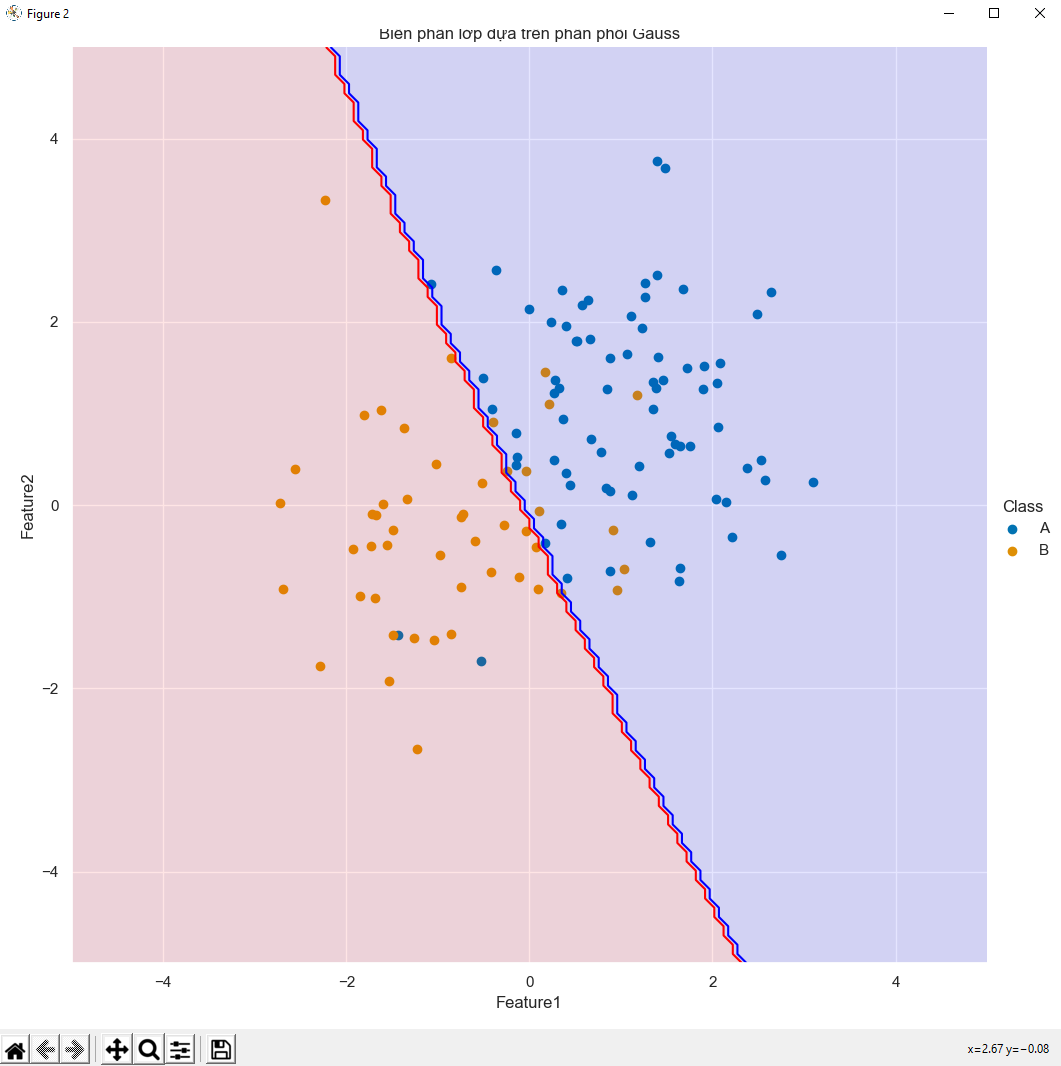 Figure 2
Biên phân lớp dựa trên phân phối Gauss
4
2
0
−2
−4
Feature2
−4
−2
0
2
4
Feature1
Class
A
B
x=2.67 y=−0.08